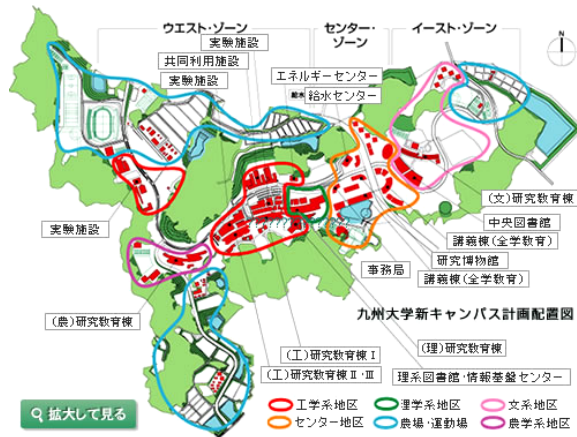 ウエスト・ゾーン
センター・ゾーン
イースト・ゾーン
N
実験施設
共同利用施設
実験施設
エネルギーセンター
給水
給水センター
(文)研究教育棟
中央図書館
講義棟(全学教育)
研究博物館
講義棟(全学教育)
事務局
実験施設
(農)研究教育棟
九州大学新キャンパス計画配置図
(工)研究教育棟Ⅰ
(理)研究教育棟
(工)研究教育棟Ⅱ・Ⅲ
理系図書館・情報基盤センター
拡大して見る
工学系地区
理学系地区
文系地区
センター地区
農場・運動場
農学系地区